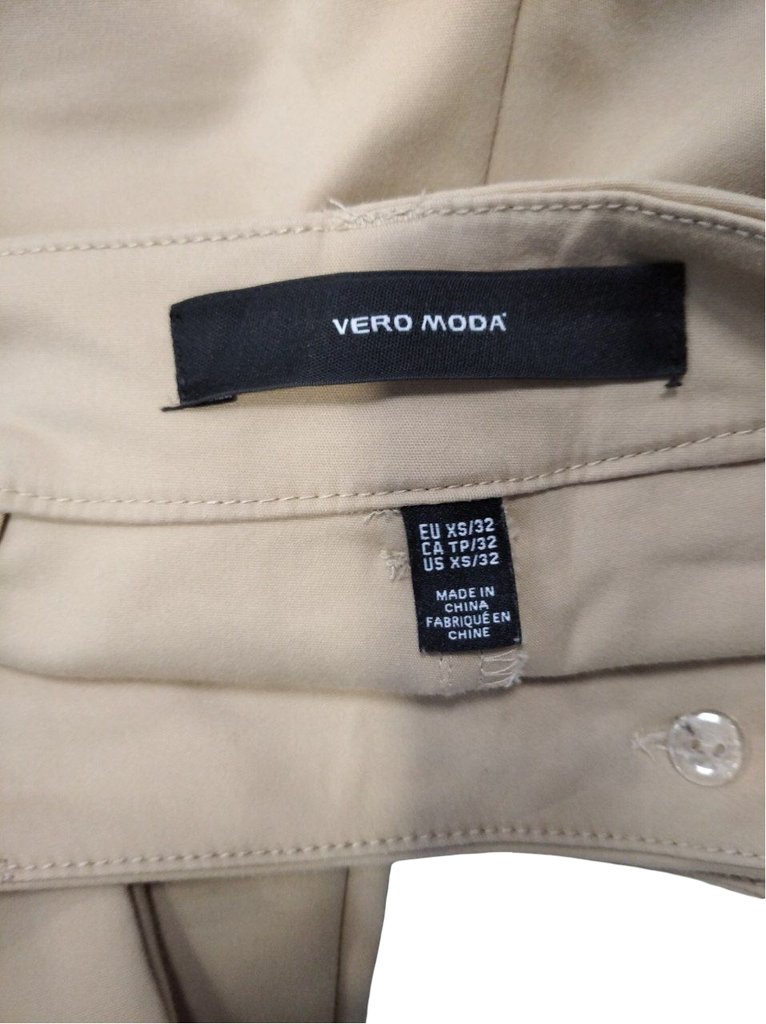 VERO MODA
EU XS/32
CA TP/32
US XS/32
MADE IN
CHINA
FABRIQUÉ EN
CHINE